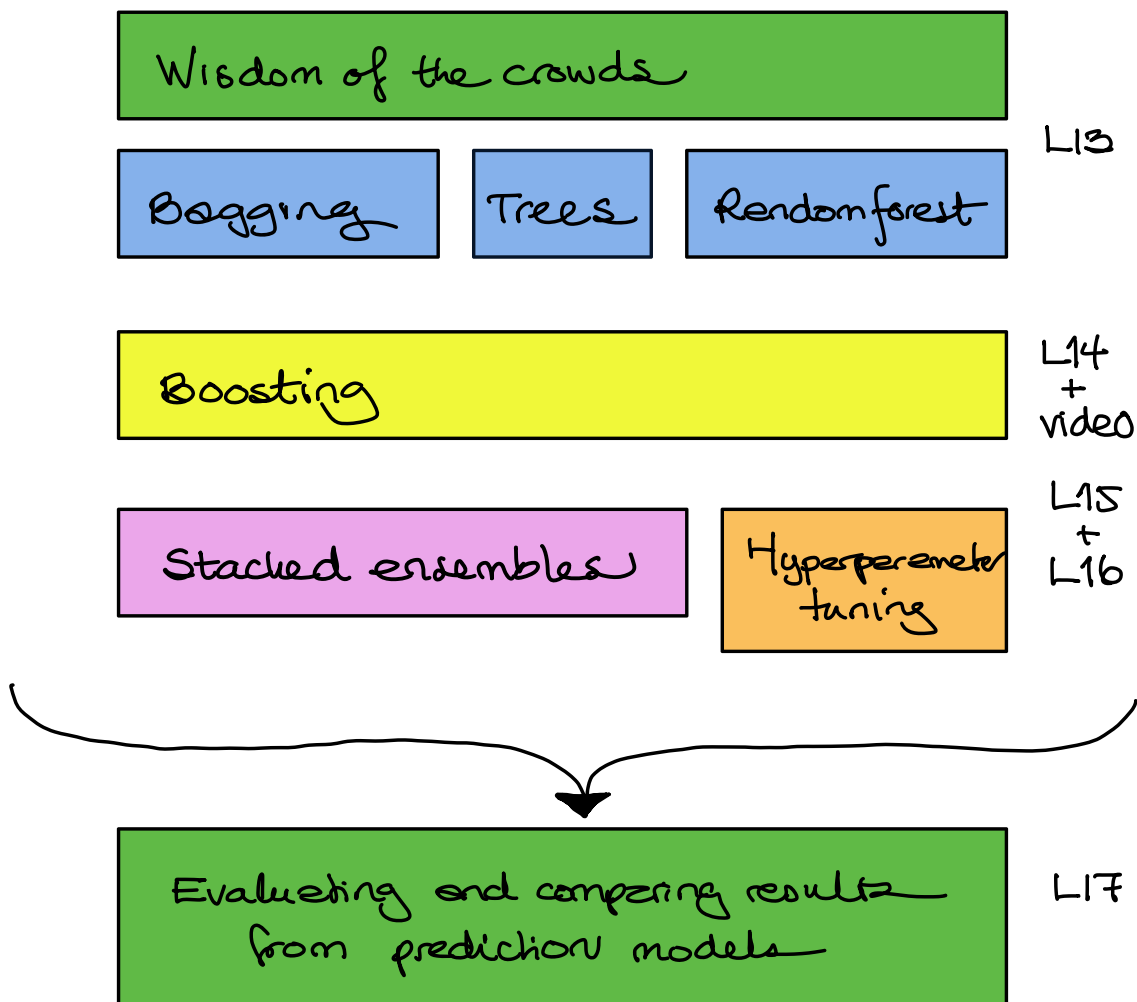 Wisdom of the crowds
L13
Bagging
Trees
Random forest
Boosting
L14
+
video
Stacked ensembles
Hyperparameter
tuning
L15
+
L16
Evaluating and comparing results
from prediction models
L17